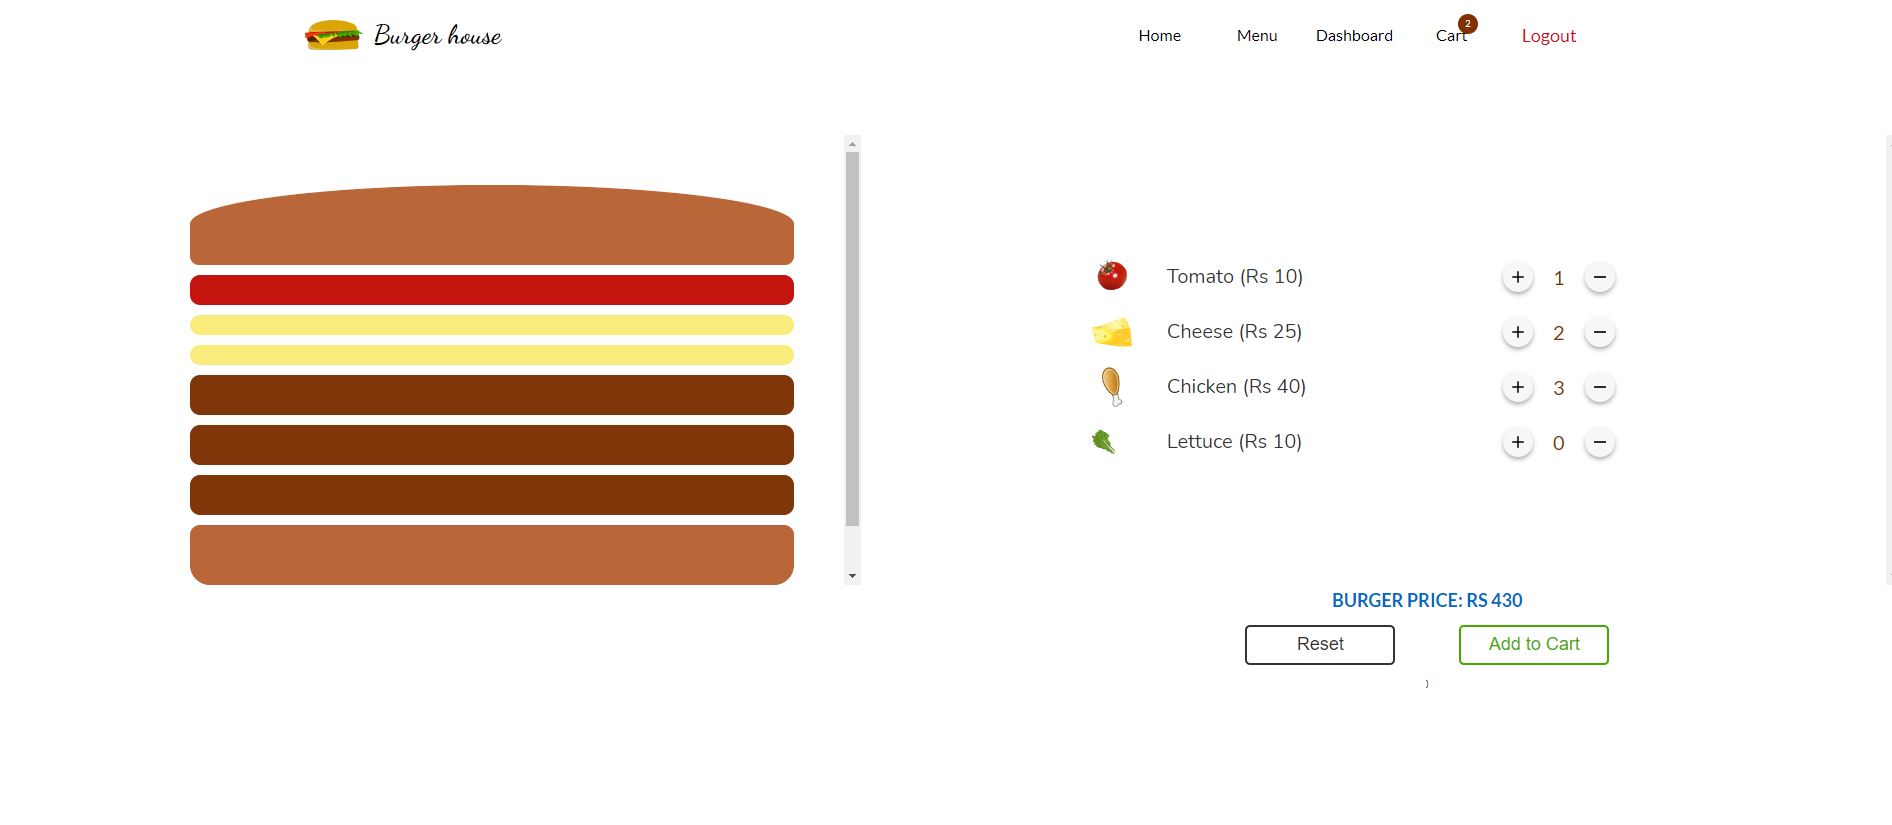 Burger house
Home Menu Dashboard Cart 2 Logout
Tomato (Rs 10) + 1 −
Cheese (Rs 25) + 2 −
Chicken (Rs 40) + 3 −
Lettuce (Rs 10) + 0 −
BURGER PRICE: RS 430
Reset Add to Cart
)